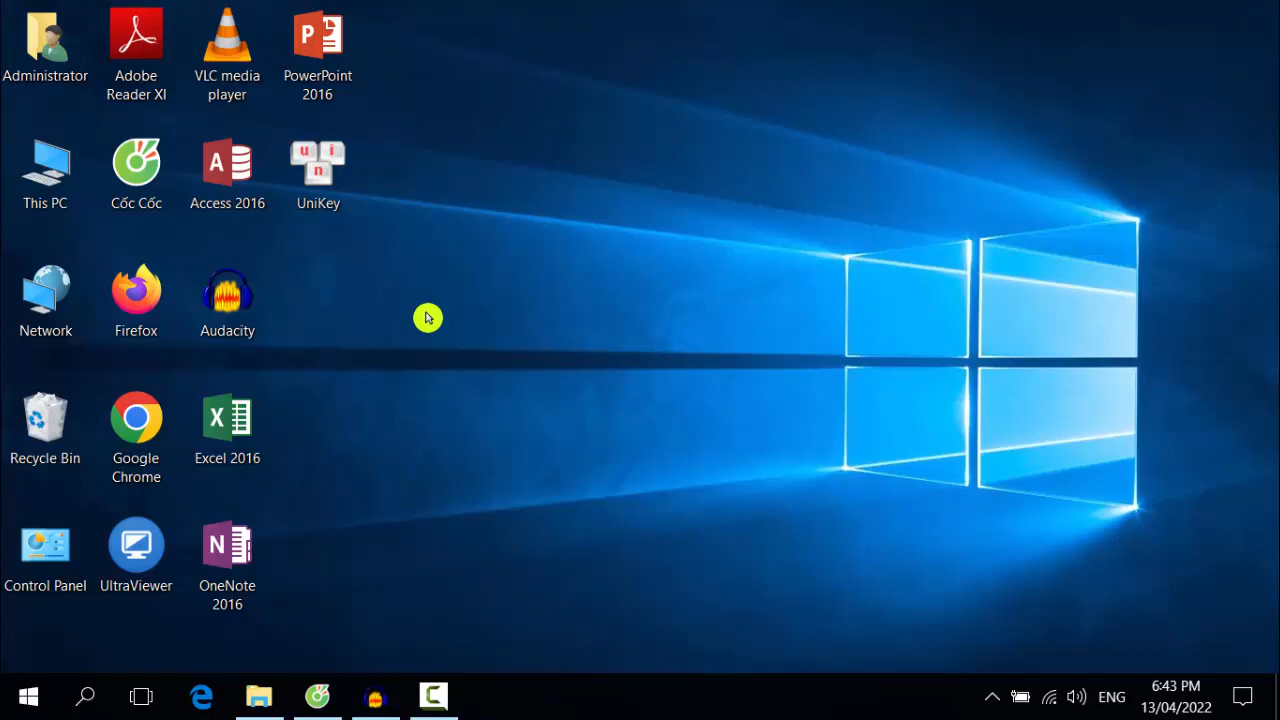 Administrator
Adobe
Reader XI
VLC media
player
PowerPoint
2016
This PC
Cốc Cốc
Access 2016
UniKey
Network
Firefox
Audacity
Recycle Bin
Google
Chrome
Excel 2016
Control Panel
UltraViewer
OneNote
2016
ENG
6:43 PM
13/04/2022